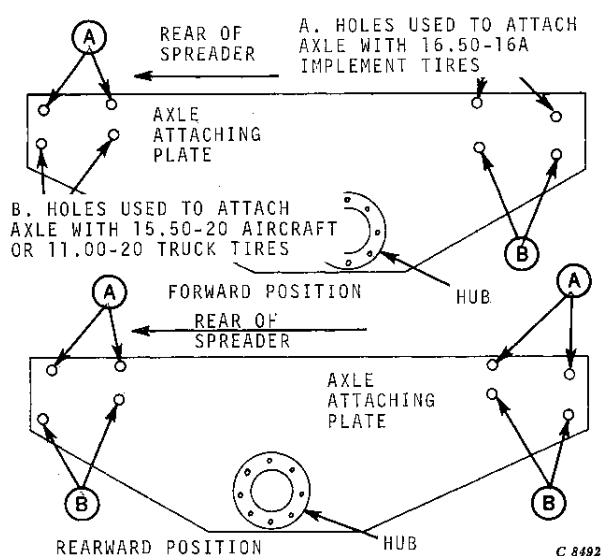 A
REAR OF
SPREADER
A. HOLES USED TO ATTACH
AXLE WITH 16.50-16A
IMPLEMENT TIRES
AXLE
ATTACHING
PLATE
B. HOLES USED TO ATTACH
AXLE WITH 15.50-20 AIRCRAFT
OR 11.00-20 TRUCK TIRES
B
HUB
FORWARD POSITION
A
A
REAR OF
SPREADER
AXLE
ATTACHING
PLATE
B
B
HUB
REARWARD POSITION
C 8492